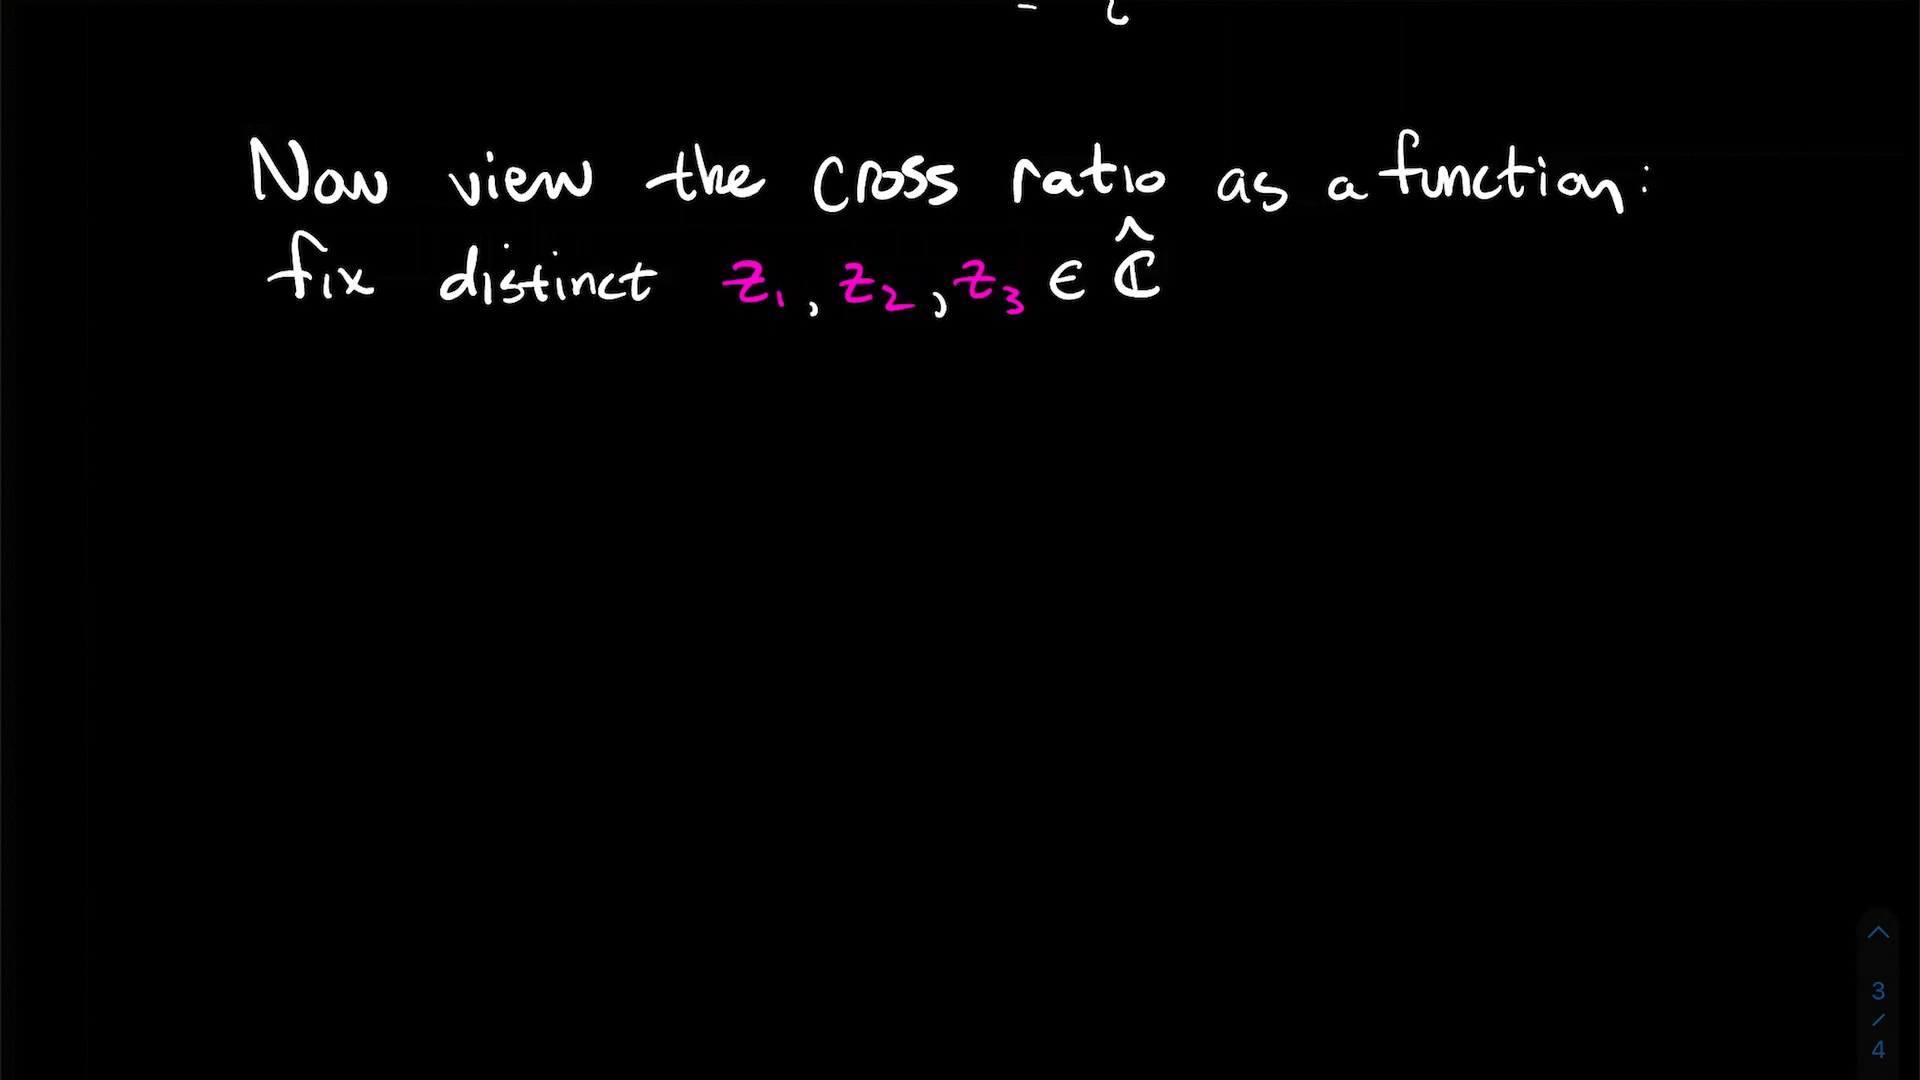 Now view the cross ratio as a function:
fix distinct z₁, z₂, z₃ ∈ Ĉ
3
/
4